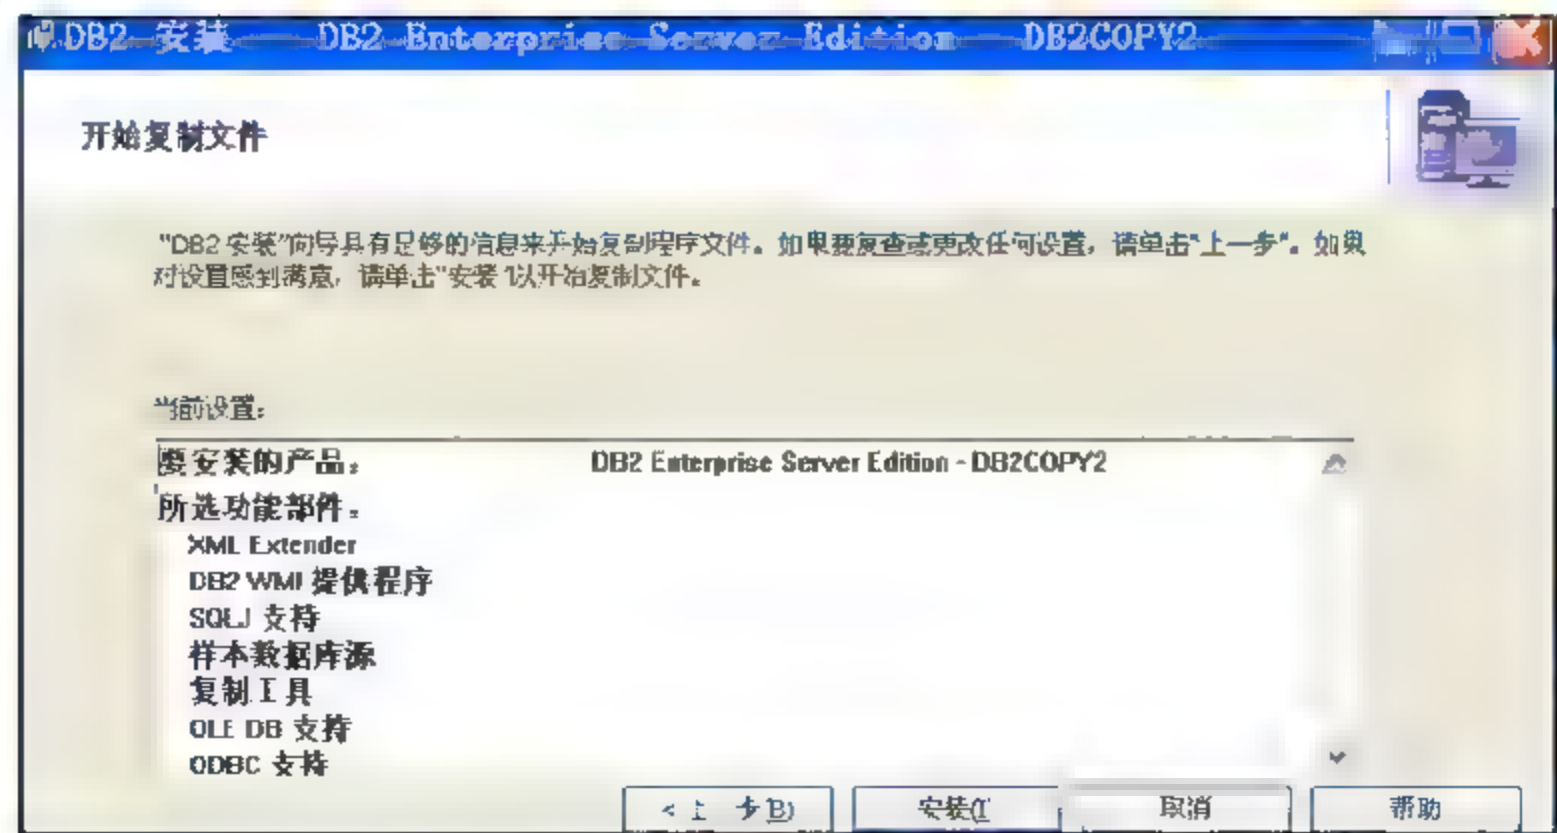 DB2 安装 — DB2 Enterprise Server Edition — DB2COPY2
开始复制文件
"DB2 安装"向导具有足够的信息来开始复制程序文件。如果要复查或更改任何设置，请单击"上一步"。如果
对设置感到满意，请单击"安装"以开始复制文件。
当前设置：
要安装的产品：	DB2 Enterprise Server Edition - DB2COPY2
所选功能部件：
XML Extender
DB2 WMI 提供程序
SQLJ 支持
样本数据库源
复制工具
OLE DB 支持
ODBC 支持
< 上一步(B) 安装(I) 取消 帮助